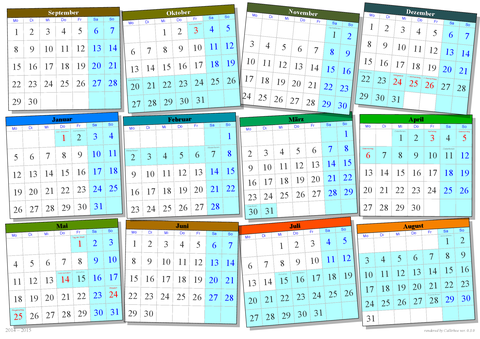 September
Mo Di Mi Do Fr Sa So
1 2 3 4 5 6 7
8 9 10 11 12 13 14
15 16 17 18 19 20 21
22 23 24 25 26 27 28
29 30
Oktober
Mo Di Mi Do Fr Sa So
1 2 3 4 5
6 7 8 9 10 11 12
13 14 15 16 17 18 19
20 21 22 23 24 25 26
27 28 29 30 31
November
Mo Di Mi Do Fr Sa So
1 2
3 4 5 6 7 8 9
10 11 12 13 14 15 16
17 18 19 20 21 22 23
24 25 26 27 28 29 30
Dezember
Mo Di Mi Do Fr Sa So
1 2 3 4 5 6 7
8 9 10 11 12 13 14
15 16 17 18 19 20 21
22 23 24 25 26 27 28
29 30 31
Januar
Mo Di Mi Do Fr Sa So
1 2 3 4
5 6 7 8 9 10 11
12 13 14 15 16 17 18
19 20 21 22 23 24 25
26 27 28 29 30 31
Februar
Mo Di Mi Do Fr Sa So
1
2 3 4 5 6 7 8
9 10 11 12 13 14 15
16 17 18 19 20 21 22
23 24 25 26 27 28
März
Mo Di Mi Do Fr Sa So
1
2 3 4 5 6 7 8
9 10 11 12 13 14 15
16 17 18 19 20 21 22
23 24 25 26 27 28 29
30 31
April
Mo Di Mi Do Fr Sa So
1 2 3 4 5
6 7 8 9 10 11 12
13 14 15 16 17 18 19
20 21 22 23 24 25 26
27 28 29 30
Mai
Mo Di Mi Do Fr Sa So
1 2 3
4 5 6 7 8 9 10
11 12 13 14 15 16 17
18 19 20 21 22 23 24
25 26 27 28 29 30 31
Juni
Mo Di Mi Do Fr Sa So
1 2 3 4 5 6 7
8 9 10 11 12 13 14
15 16 17 18 19 20 21
22 23 24 25 26 27 28
29 30
Juli
Mo Di Mi Do Fr Sa So
1 2 3 4 5
6 7 8 9 10 11 12
13 14 15 16 17 18 19
20 21 22 23 24 25 26
27 28 29 30 31
August
Mo Di Mi Do Fr Sa So
1 2
3 4 5 6 7 8 9
10 11 12 13 14 15 16
17 18 19 20 21 22 23
24 25 26 27 28 29 30
31
2014 - 2015